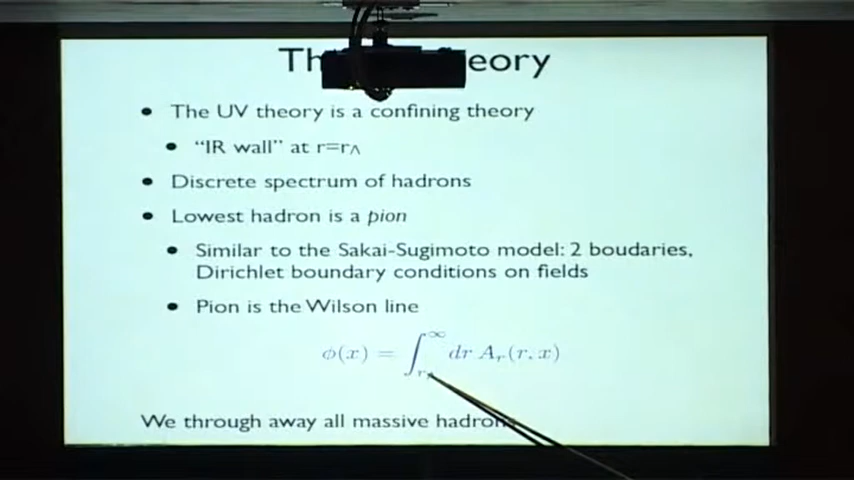 • The UV theory is a confining theory
• “IR wall” at r=rΛ
• Discrete spectrum of hadrons
• Lowest hadron is a pion
• Similar to the Sakai-Sugimoto model: 2 boudaries,
Dirichlet boundary conditions on fields
• Pion is the Wilson line
ϕ(x) = ∫_{rΛ}^{∞} dr A_r(r, x)
We through away all massive hadrons